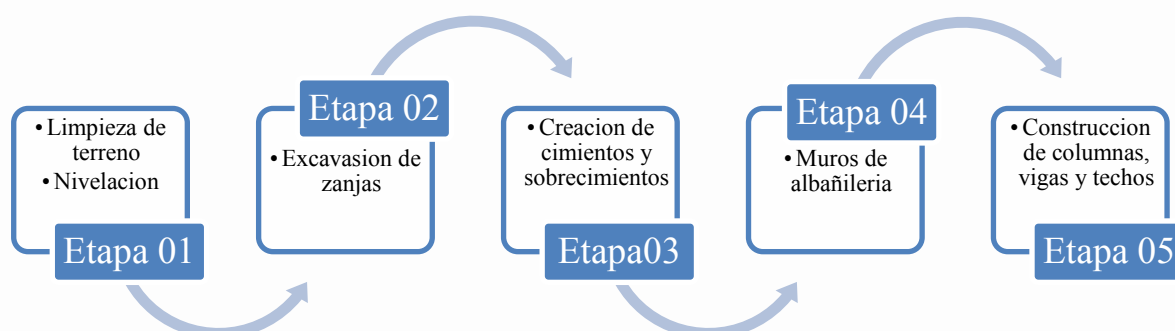 • Limpieza de
terreno
• Nivelacion
Etapa 01
Etapa 02
• Excavasion de
zanjas
• Creacion de
cimientos y
sobrecimientos
Etapa03
Etapa 04
• Muros de
albañileria
• Construccion
de columnas,
vigas y techos
Etapa 05